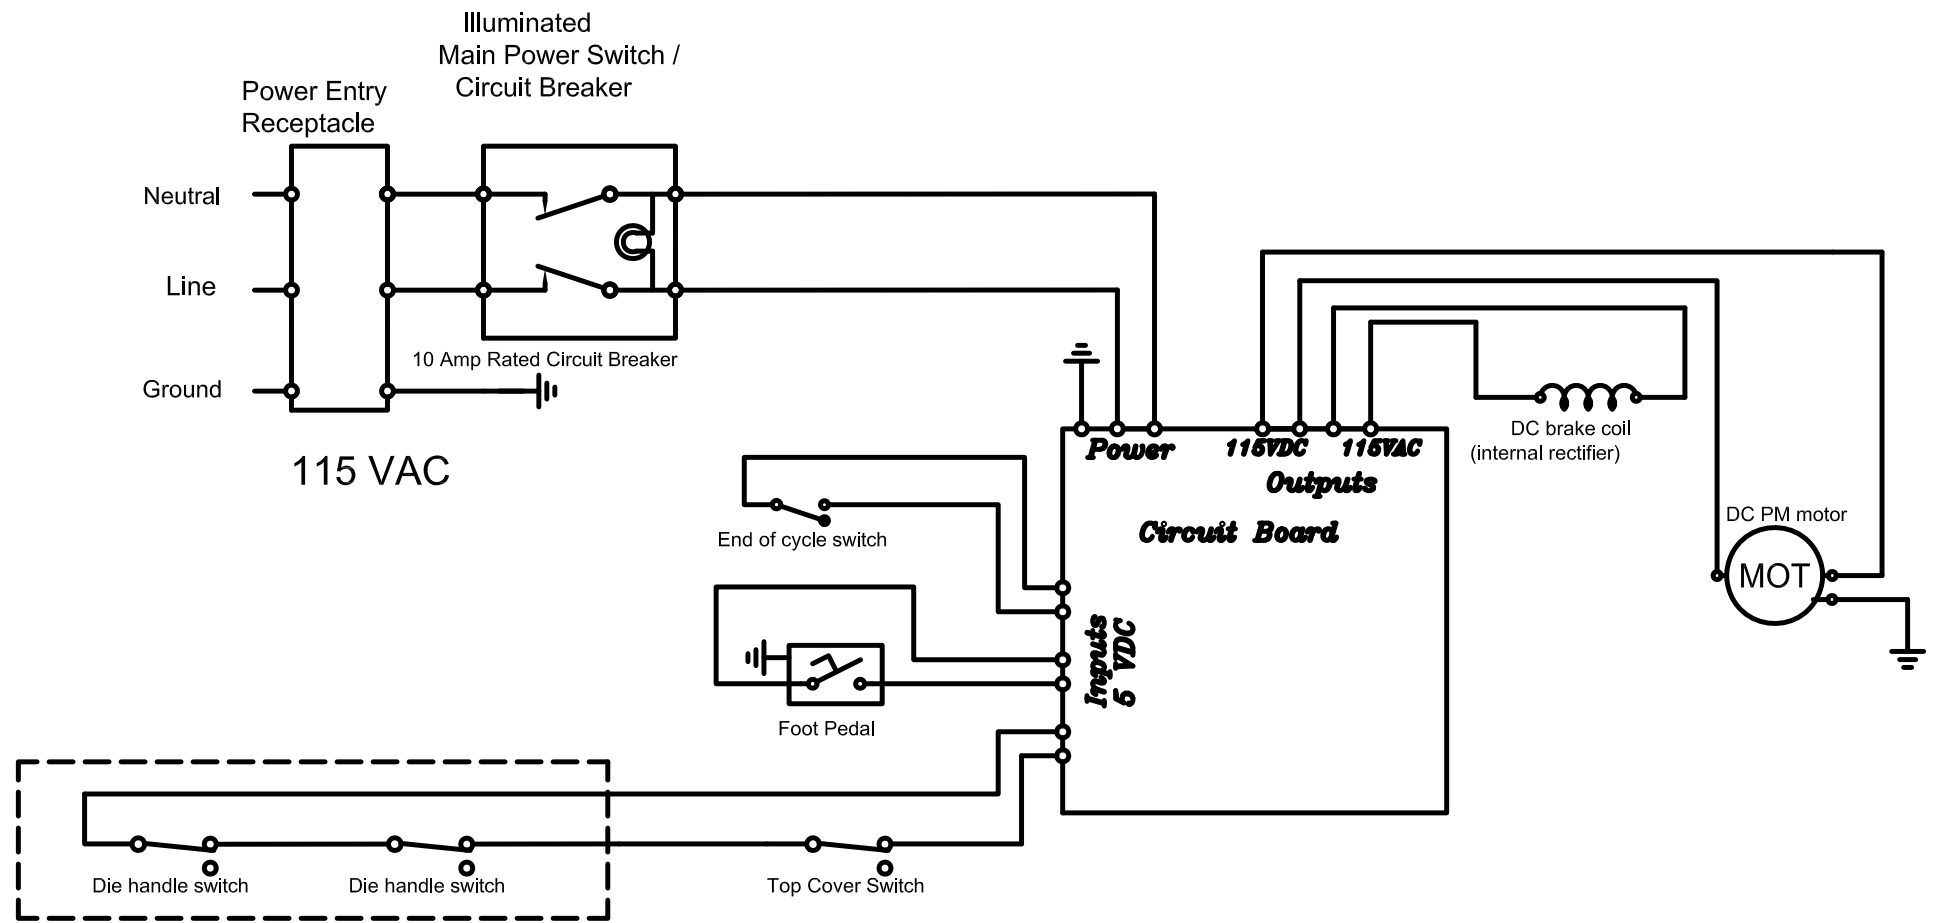 Illuminated
Main Power Switch /
Circuit Breaker
Power Entry
Receptacle
Neutral
Line
10 Amp Rated Circuit Breaker
Ground
115 VAC
Power
115VDC
115VAC
Outputs
Circuit Board
DC brake coil
(internal rectifier)
DC PM motor
MOT
End of cycle switch
Inputs
5 VDC
Foot Pedal
Die handle switch
Die handle switch
Top Cover Switch